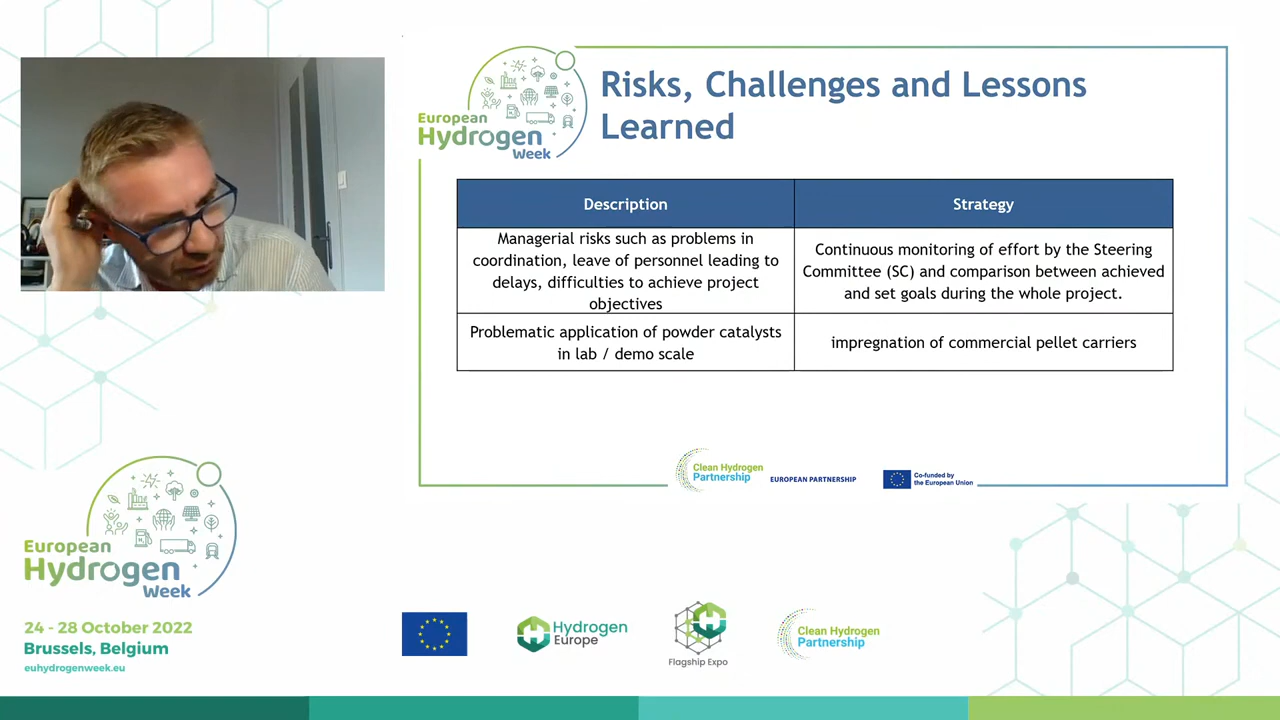 European
Hydrogen
Week
Risks, Challenges and Lessons
Learned
Description
Strategy
Managerial risks such as problems in
coordination, leave of personnel leading to
delays, difficulties to achieve project
objectives
Continuous monitoring of effort by the Steering
Committee (SC) and comparison between achieved
and set goals during the whole project.
Problematic application of powder catalysts
in lab / demo scale
impregnation of commercial pellet carriers
Clean Hydrogen
Partnership
EUROPEAN PARTNERSHIP
Co-funded by
the European Union
European
Hydrogen
Week
24 - 28 October 2022
Brussels, Belgium
euhydrogenweek.eu
Hydrogen
Europe
Flagship Expo
Clean Hydrogen
Partnership